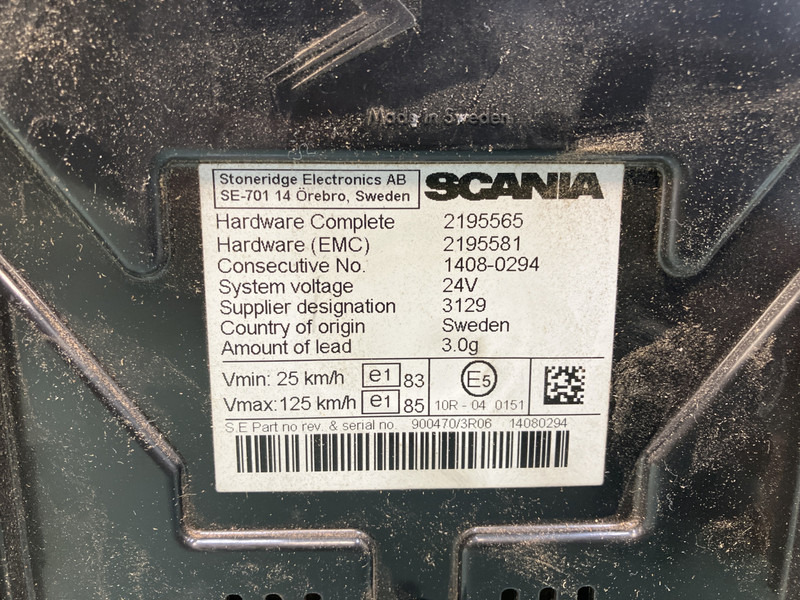 Made in Sweden
Stoneridge Electronics AB
SE-701 14 Örebro, Sweden
SCANIA
Hardware Complete 2195565
Hardware (EMC) 2195581
Consecutive No. 1408-0294
System voltage 24V
Supplier designation 3129
Country of origin Sweden
Amount of lead 3.0g
Vmin: 25 km/h e1 83
Vmax: 125 km/h e1 85
E5
10R - 04 0151
S.E Part no rev. & serial no. 900470/3R06 14080294